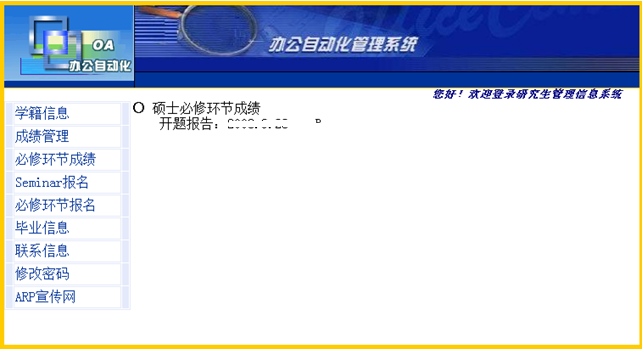 OA
办公自动化
办公自动化管理系统
您好！欢迎登录研究生管理信息系统
学籍信息
成绩管理
必修环节成绩
Seminar报名
必修环节报名
毕业信息
联系信息
修改密码
ARP宣传网
硕士必修环节成绩
开题报告：